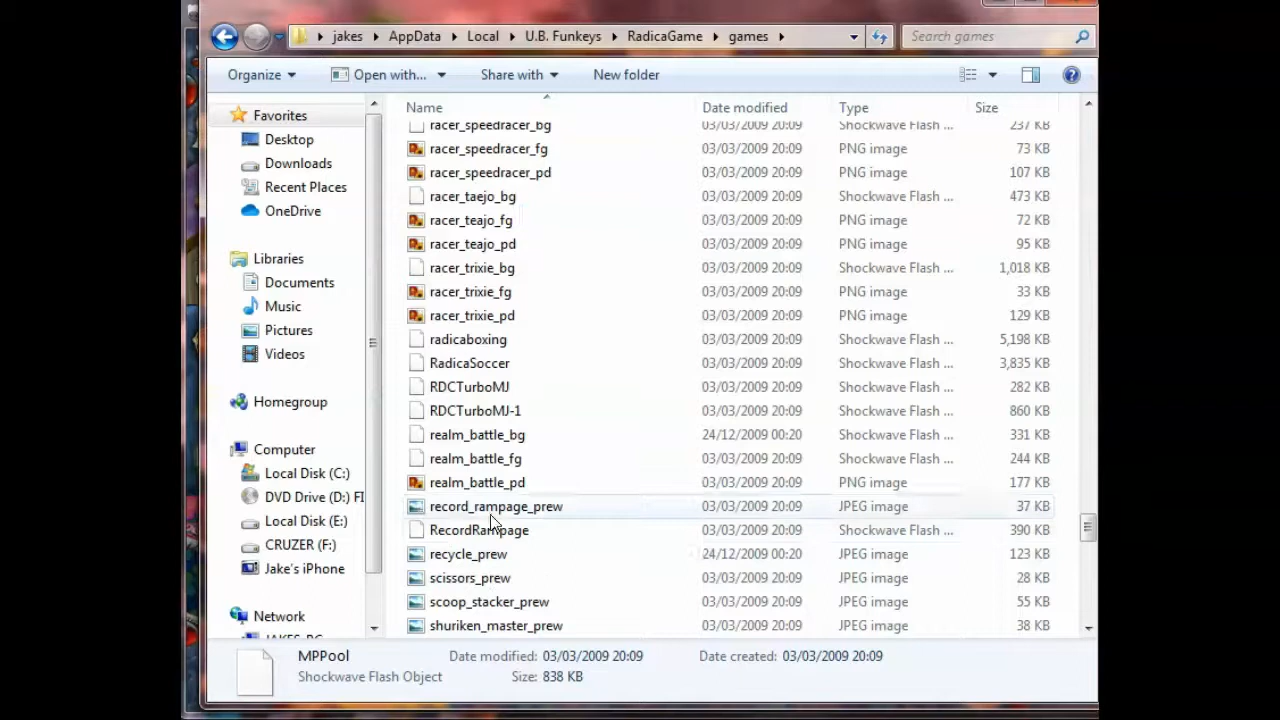 jakes AppData Local U.B. Funkeys RadicaGame games Search games
Organize Open with... Share with New folder
Name Date modified Type Size
Favorites
Desktop
Downloads
Recent Places
OneDrive
Libraries
Documents
Music
Pictures
Videos
Homegroup
Computer
Local Disk (C:)
DVD Drive (D:) FI
Local Disk (E:)
CRUZER (F:)
Jake's iPhone
Network
JAKES-PC
racer_speedracer_bg 03/03/2009 20:09 Shockwave Flash ... 237 KB
racer_speedracer_fg 03/03/2009 20:09 PNG image 73 KB
racer_speedracer_pd 03/03/2009 20:09 PNG image 107 KB
racer_taejo_bg 03/03/2009 20:09 Shockwave Flash ... 473 KB
racer_teajo_fg 03/03/2009 20:09 PNG image 72 KB
racer_teajo_pd 03/03/2009 20:09 PNG image 95 KB
racer_trixie_bg 03/03/2009 20:09 Shockwave Flash ... 1,018 KB
racer_trixie_fg 03/03/2009 20:09 PNG image 33 KB
racer_trixie_pd 03/03/2009 20:09 PNG image 129 KB
radicaboxing 03/03/2009 20:09 Shockwave Flash ... 5,198 KB
RadicaSoccer 03/03/2009 20:09 Shockwave Flash ... 3,835 KB
RDCTurboMJ 03/03/2009 20:09 Shockwave Flash ... 282 KB
RDCTurboMJ-1 03/03/2009 20:09 Shockwave Flash ... 860 KB
realm_battle_bg 24/12/2009 00:20 Shockwave Flash ... 331 KB
realm_battle_fg 03/03/2009 20:09 Shockwave Flash ... 244 KB
realm_battle_pd 03/03/2009 20:09 PNG image 177 KB
record_rampage_prew 03/03/2009 20:09 JPEG image 37 KB
RecordRampage 03/03/2009 20:09 Shockwave Flash ... 390 KB
recycle_prew 24/12/2009 00:20 JPEG image 123 KB
scissors_prew 03/03/2009 20:09 JPEG image 28 KB
scoop_stacker_prew 03/03/2009 20:09 JPEG image 55 KB
shuriken_master_prew 03/03/2009 20:09 JPEG image 38 KB
MPPool Date modified: 03/03/2009 20:09 Date created: 03/03/2009 20:09
Shockwave Flash Object Size: 838 KB